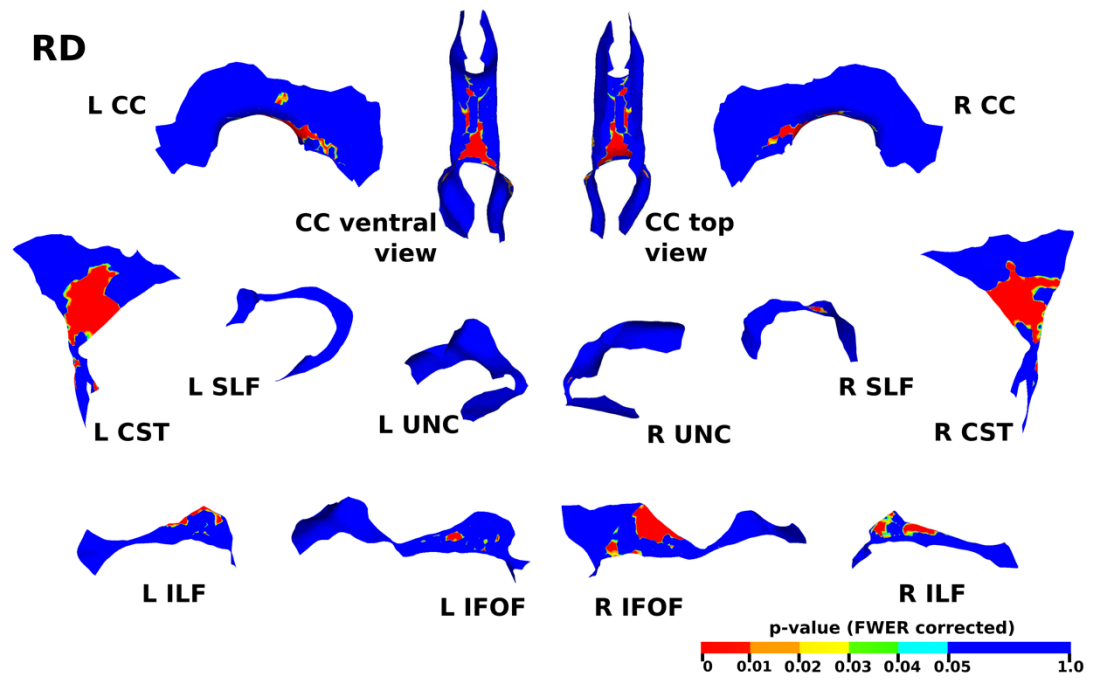 RD
L CC
R CC
CC ventral
view
CC top
view
L SLF
R SLF
L CST
L UNC
R UNC
R CST
L ILF
L IFOF
R IFOF
R ILF
p-value (FWER corrected)
0 0.01 0.02 0.03 0.04 0.05 1.0